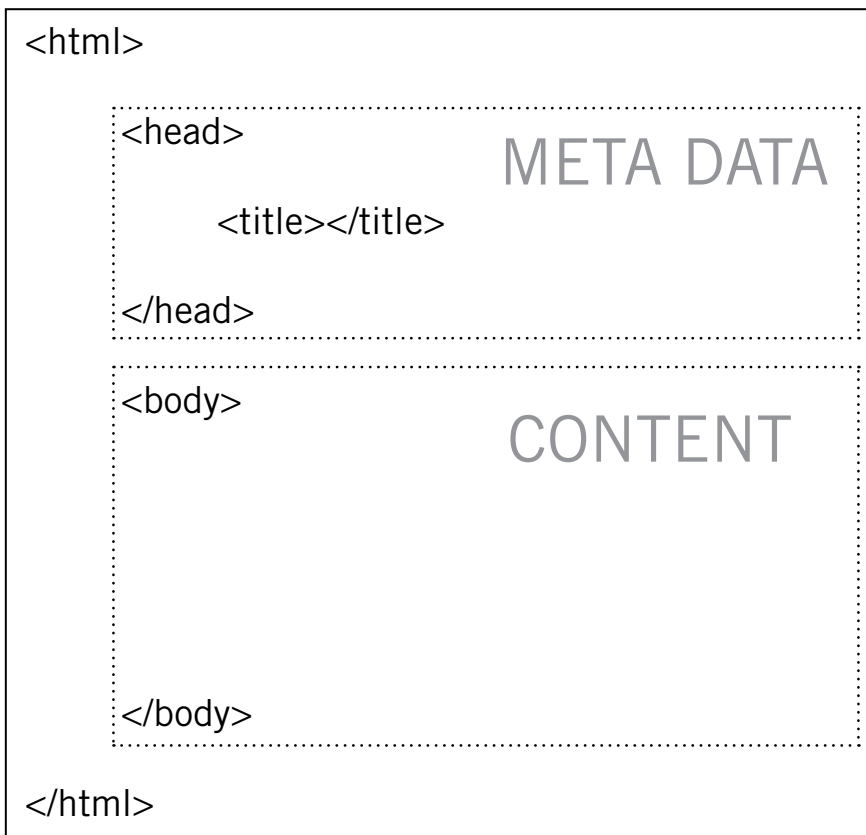 <html>
<head>
META DATA
<title></title>
</head>
<body>
CONTENT
</body>
</html>